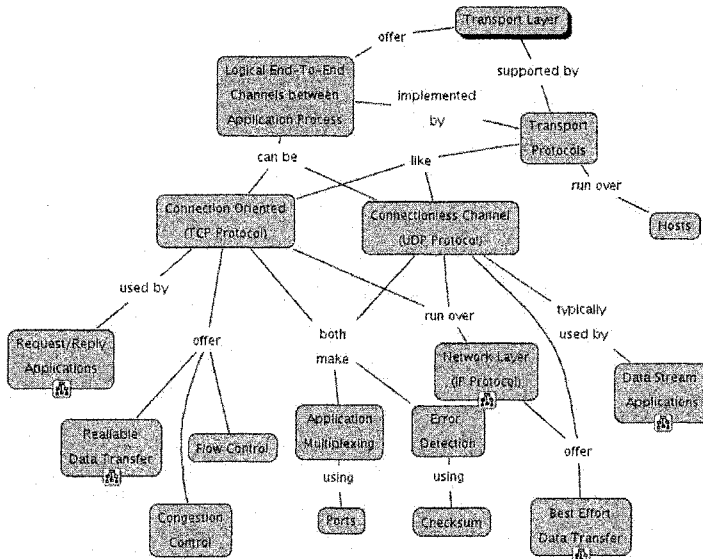 Transport Layer
offer
Logical End-To-End
Channels between
Application Process
supported by
implemented
by
Transport
Protocols
can be
like
run over
Connection Oriented
(TCP Protocol)
Connectionless Channel
(UDP Protocol)
Hosts
used by
offer
both
make
run over
typically
used by
Request/Reply
Applications
Network Layer
(IP Protocol)
Data Stream
Applications
Realiable
Data Transfer
Flow Control
Application
Multiplexing
Error
Detection
offer
using
using
Congestion
Control
Ports
Checksum
Best Effort
Data Transfer